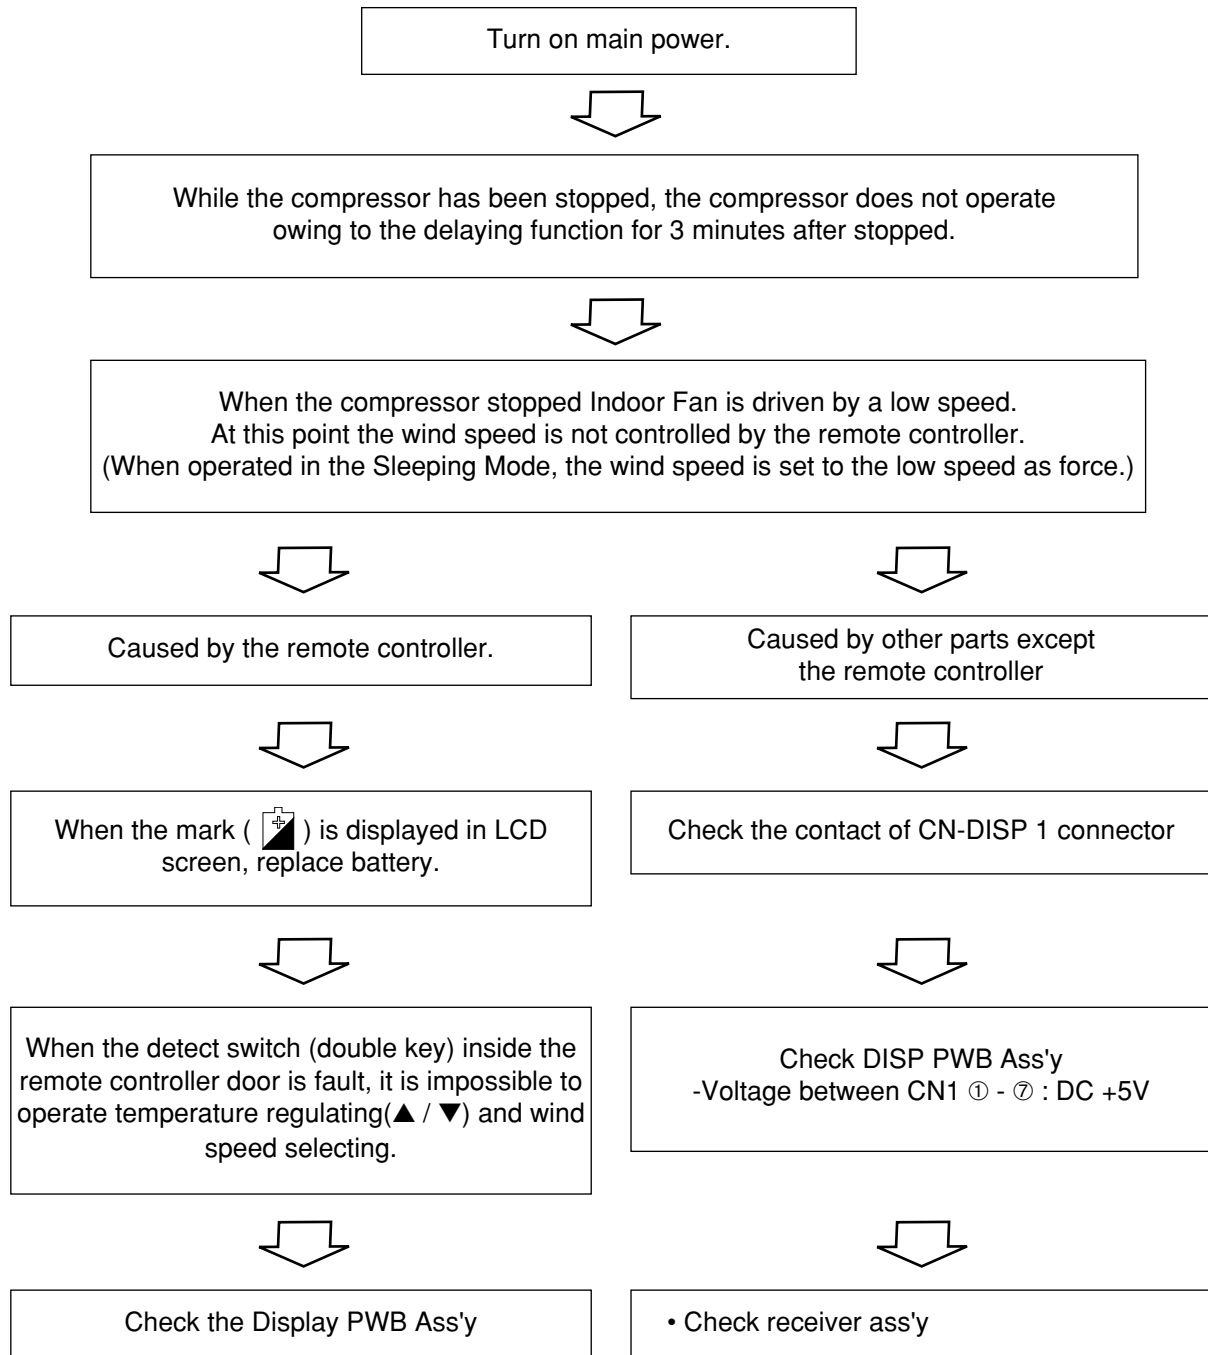 Turn on main power.
While the compressor has been stopped, the compressor does not operate
owing to the delaying function for 3 minutes after stopped.
When the compressor stopped Indoor Fan is driven by a low speed.
At this point the wind speed is not controlled by the remote controller.
(When operated in the Sleeping Mode, the wind speed is set to the low speed as force.)
Caused by the remote controller.
When the mark ( ) is displayed in LCD
screen, replace battery.
When the detect switch (double key) inside the
remote controller door is fault, it is impossible to
operate temperature regulating(▲ / ▼) and wind
speed selecting.
Check the Display PWB Ass'y
Caused by other parts except
the remote controller
Check the contact of CN-DISP 1 connector
Check DISP PWB Ass'y
-Voltage between CN1 ① - ⑦ : DC +5V
• Check receiver ass'y